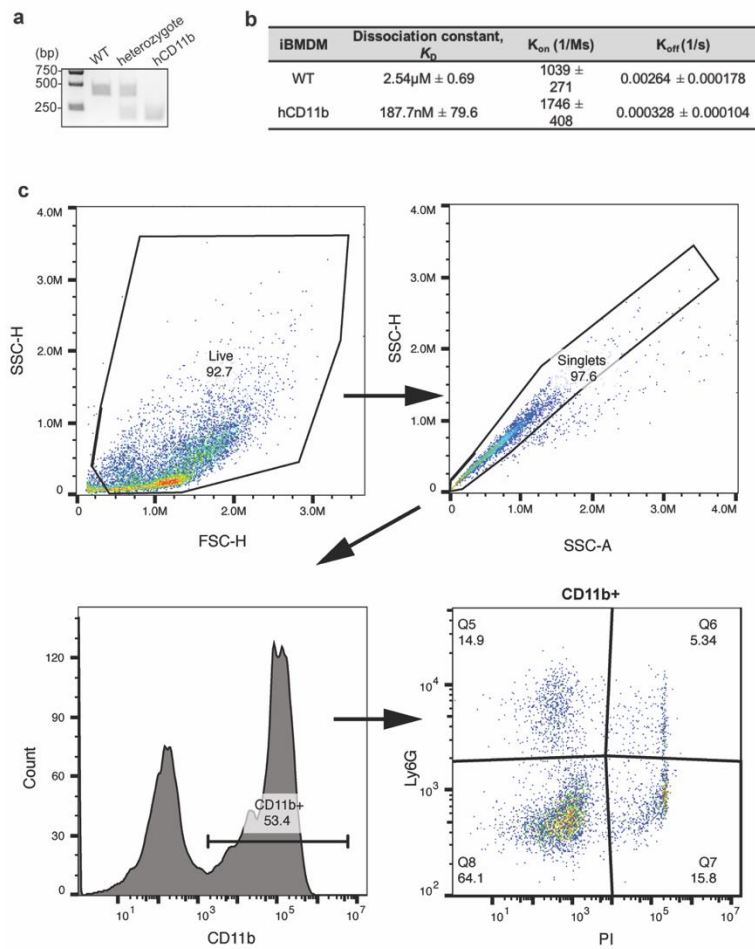 a
(bp)
WT
heterozygote
hCD11b
750
500
250
b
iBMDM Dissociation constant, KD Kon (1/Ms) Koff (1/s)
WT 2.54μM ± 0.69 1039 ± 271 0.00264 ± 0.000178
hCD11b 187.7nM ± 79.6 1746 ± 408 0.000328 ± 0.000104
c
4.0M
3.0M
2.0M
1.0M
0
SSC-H
Live
92.7
1.0M 2.0M 3.0M
FSC-H
4.0M
3.0M
2.0M
1.0M
0
SSC-H
Singlets
97.6
0 1.0M 2.0M 3.0M 4.0M
SSC-A
120
90
60
30
0
Count
CD11b+
53.4
10^1 10^3 10^5 10^7
CD11b
CD11b+
Q5
14.9
Q6
5.34
10^4
10^3
10^2
Ly6G
Q8
64.1
Q7
15.8
10^1 10^3 10^5 10^7
PI